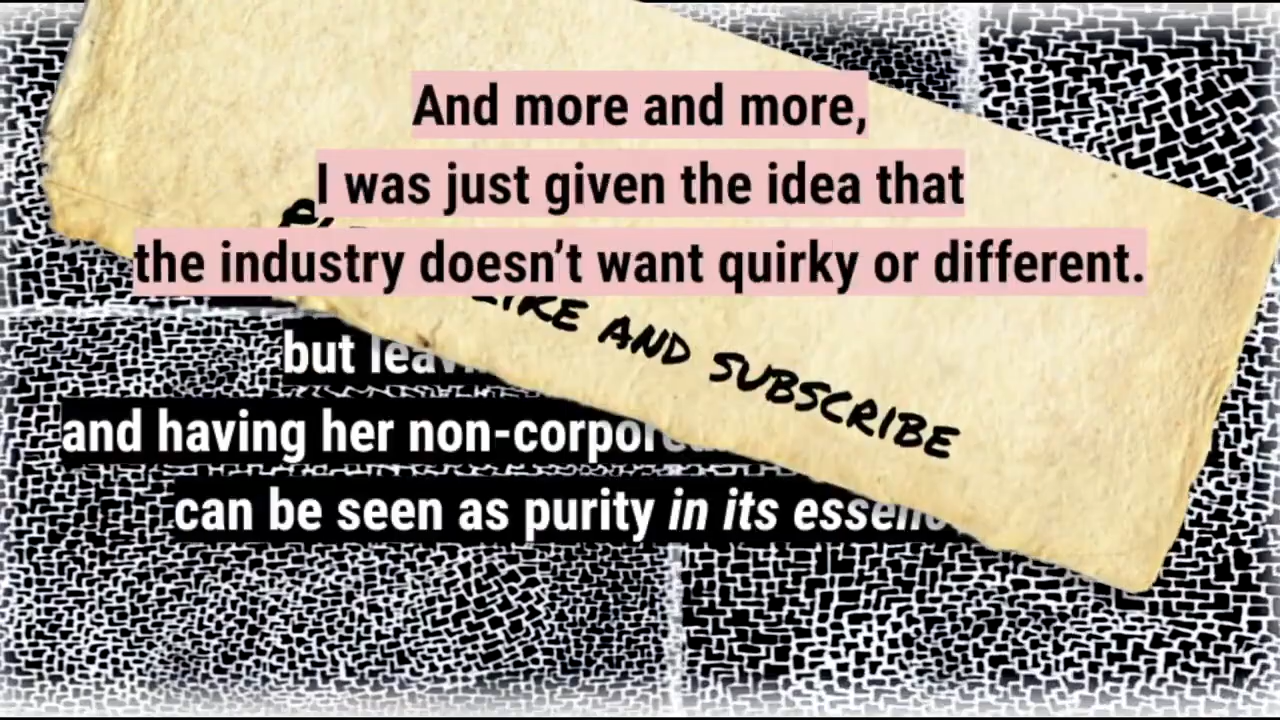 And more and more,
I was just given the idea that
the industry doesn't want quirky or different.
LIKE AND SUBSCRIBE
but
and having her
can be seen as purity in its